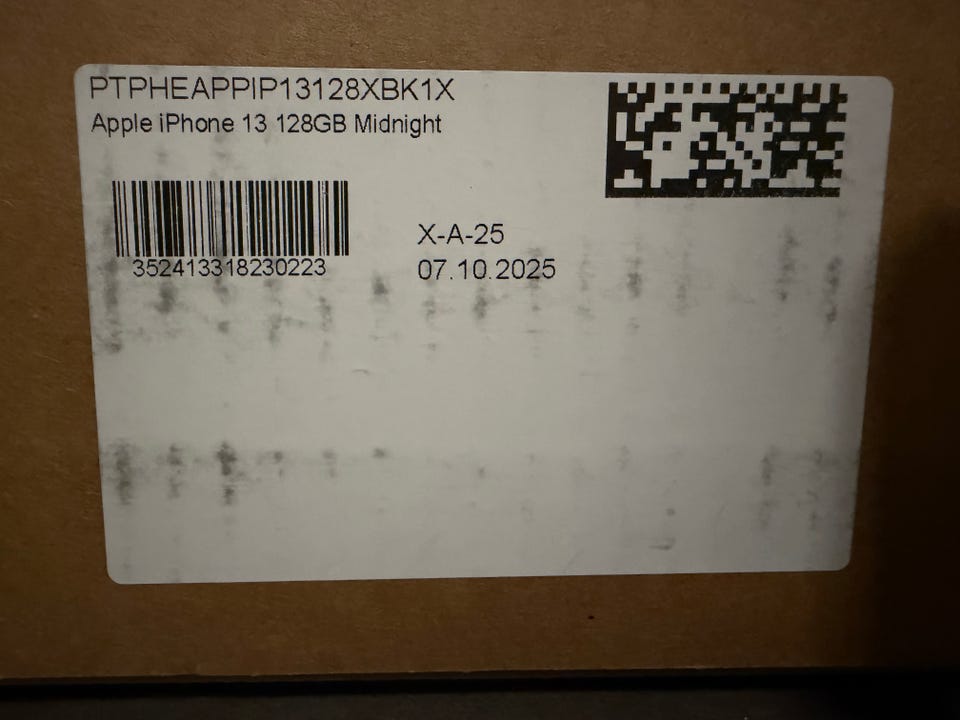 PTPHEAPPIP13128XBK1X
Apple iPhone 13 128GB Midnight
352413318230223
X-A-25
07.10.2025